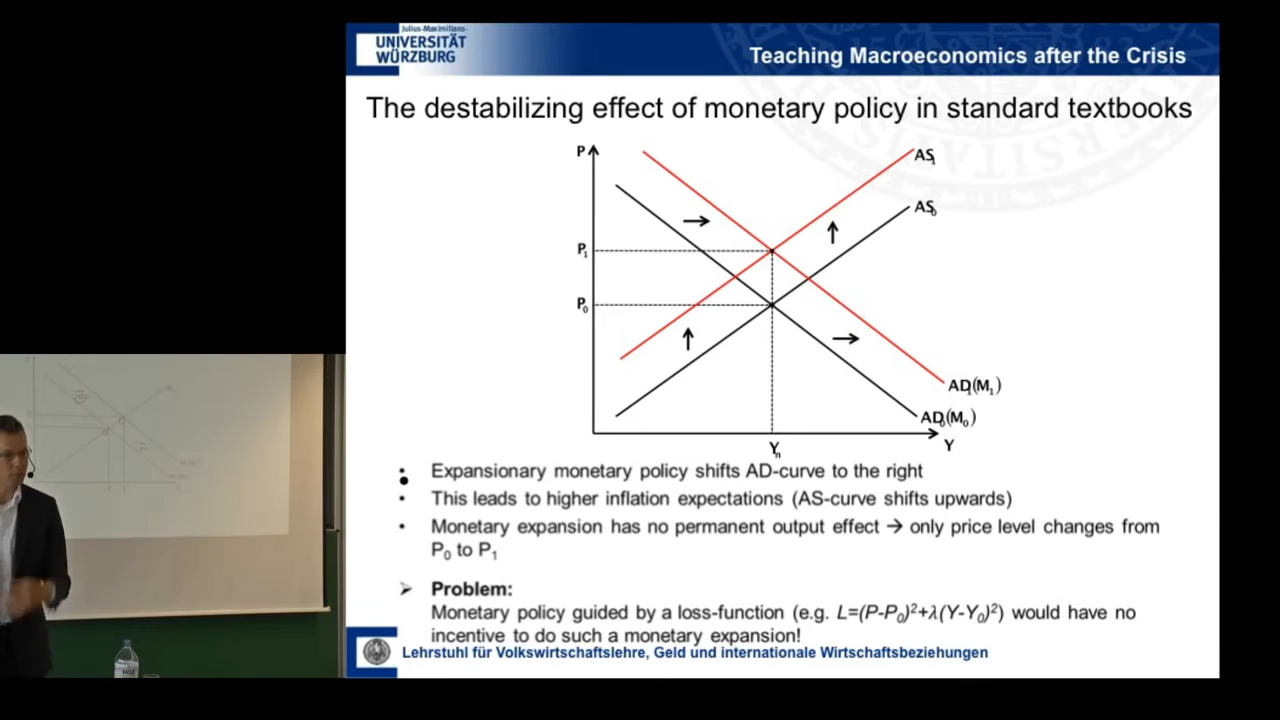 Julius-Maximilians-
UNIVERSITÄT
WÜRZBURG
Teaching Macroeconomics after the Crisis
The destabilizing effect of monetary policy in standard textbooks
P
AS₁
AS₀
P₁
P₀
AD₁(M₁)
AD₀(M₀)
Yₙ
Y
• Expansionary monetary policy shifts AD-curve to the right
• This leads to higher inflation expectations (AS-curve shifts upwards)
• Monetary expansion has no permanent output effect → only price level changes from
P₀ to P₁
➢ Problem:
Monetary policy guided by a loss-function (e.g. L=(P-P₀)²+λ(Y-Y₀)²) would have no
incentive to do such a monetary expansion!
Lehrstuhl für Volkswirtschaftslehre, Geld und internationale Wirtschaftsbeziehungen